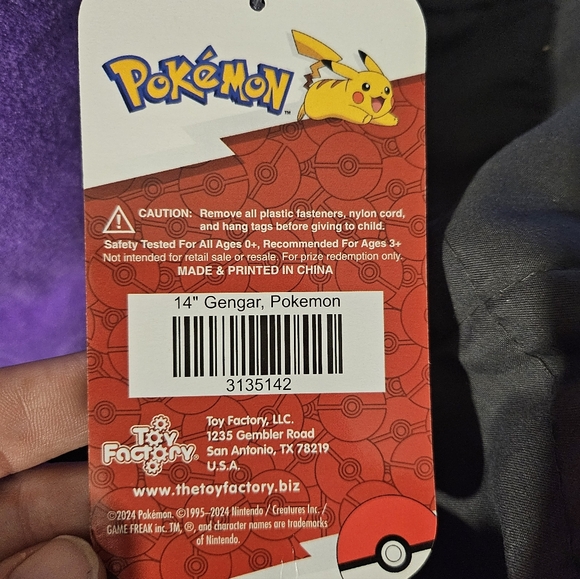 POKéMON™
CAUTION: Remove all plastic fasteners, nylon cord,
and hang tags before giving to child.
Safety Tested For All Ages 0+, Recommended For Ages 3+
Not intended for retail sale or resale. For prize redemption only.
MADE & PRINTED IN CHINA
14" Gengar, Pokemon
3135142
Toy Factory®
Toy Factory, LLC.
1235 Gembler Road
San Antonio, TX 78219
U.S.A.
www.thetoyfactory.biz
©2024 Pokémon. ©1995–2024 Nintendo / Creatures Inc. /
GAME FREAK inc. TM, ®, and character names are trademarks
of Nintendo.